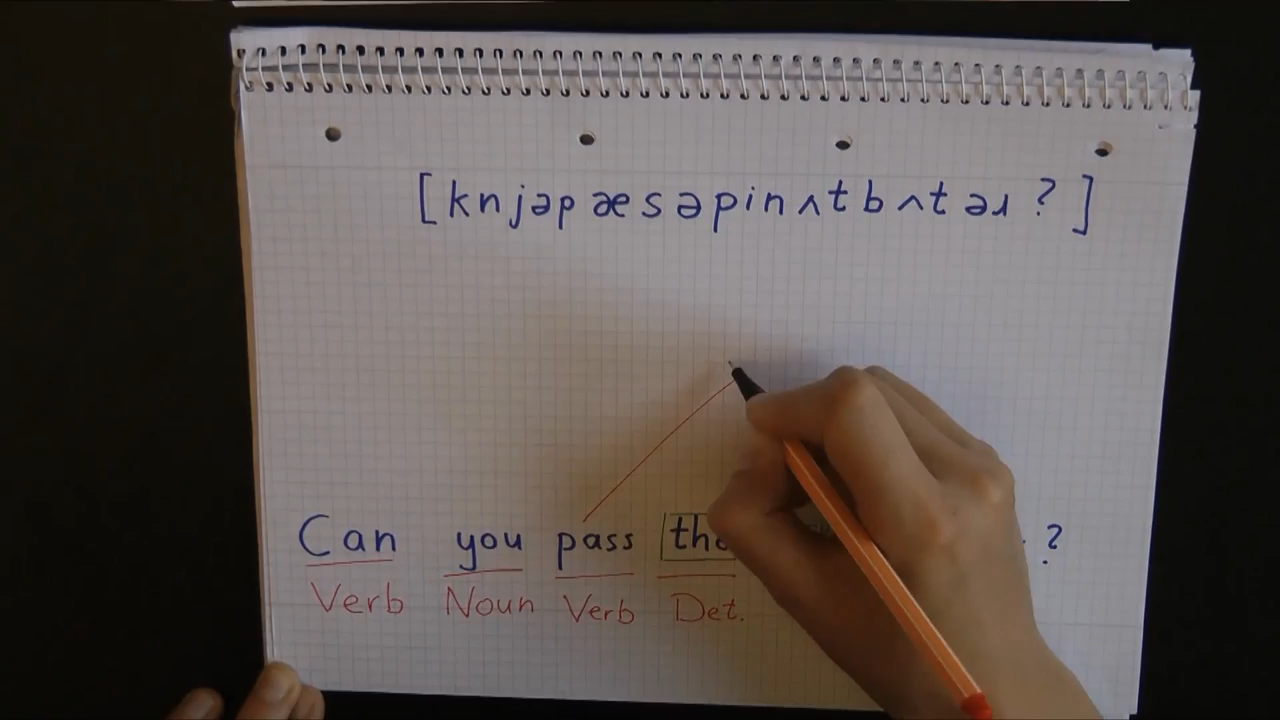 [knjəpæsəpinʌtbʌtəɹ?]
Can you pass the ?
Verb Noun Verb Det.